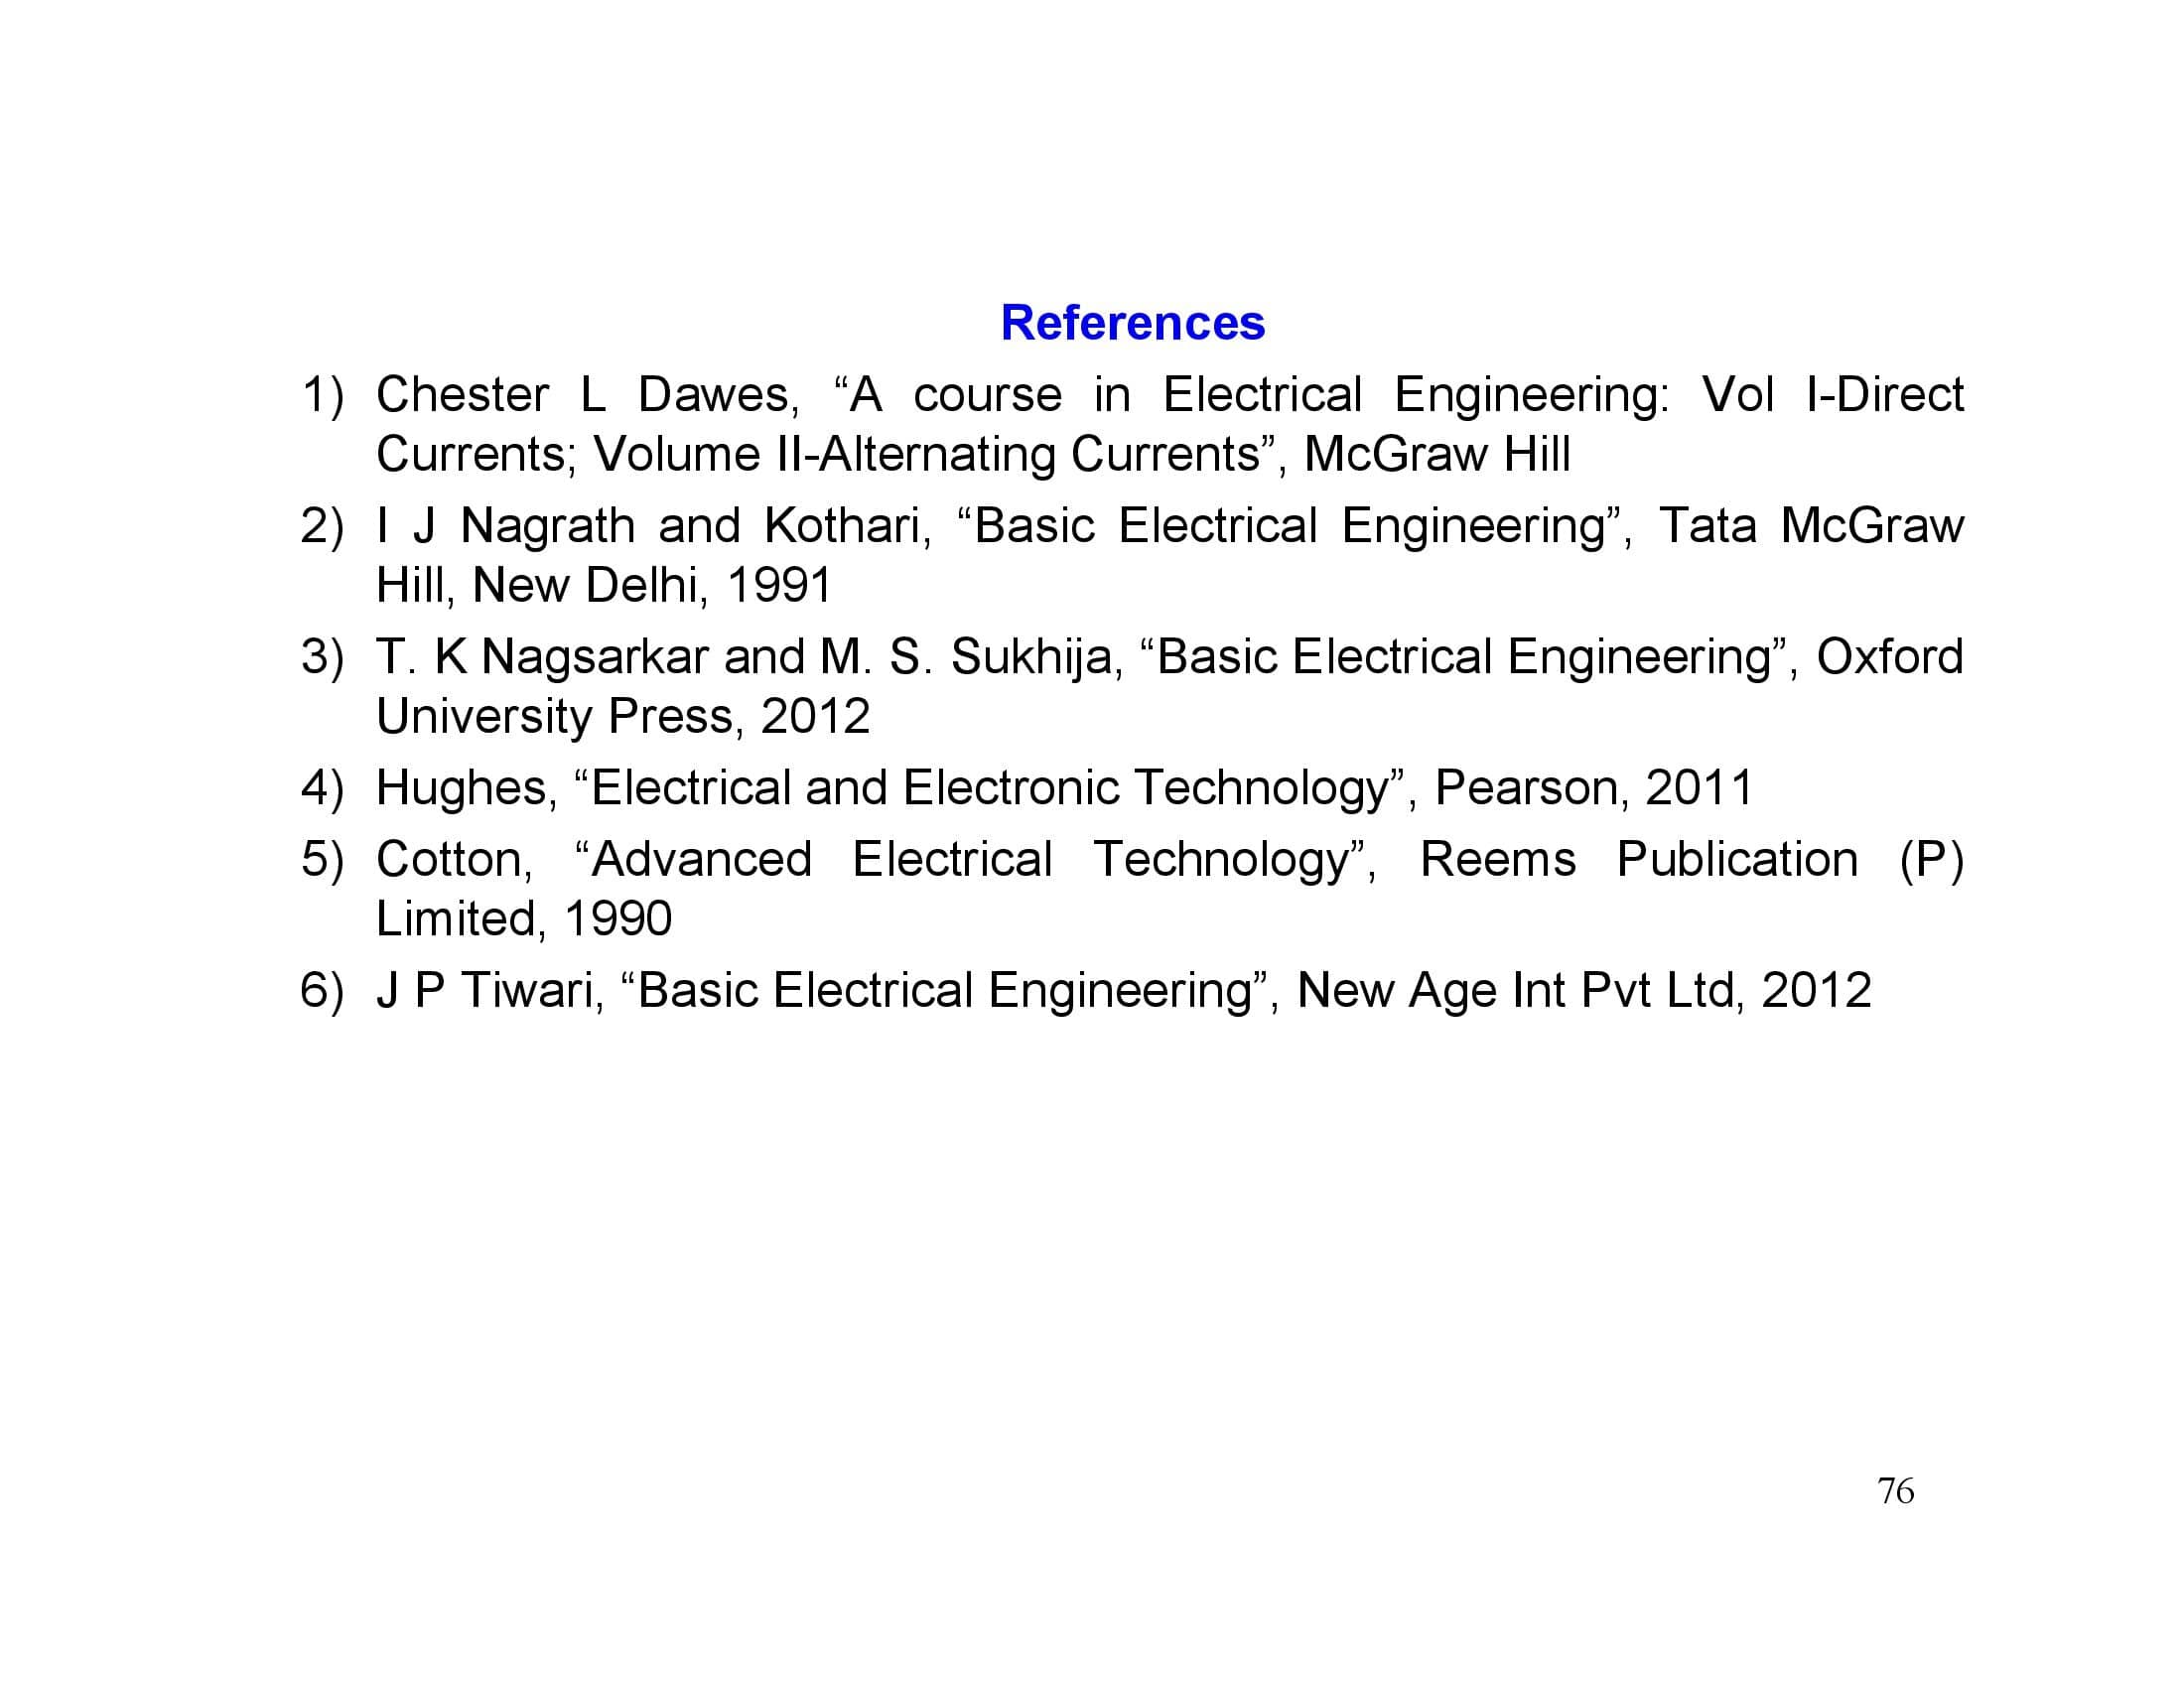 References
1) Chester L Dawes, “A course in Electrical Engineering: Vol I-Direct
Currents; Volume II-Alternating Currents”, McGraw Hill
2) I J Nagrath and Kothari, “Basic Electrical Engineering”, Tata McGraw
Hill, New Delhi, 1991
3) T. K Nagsarkar and M. S. Sukhija, “Basic Electrical Engineering”, Oxford
University Press, 2012
4) Hughes, “Electrical and Electronic Technology”, Pearson, 2011
5) Cotton, “Advanced Electrical Technology”, Reems Publication (P)
Limited, 1990
6) J P Tiwari, “Basic Electrical Engineering”, New Age Int Pvt Ltd, 2012
76